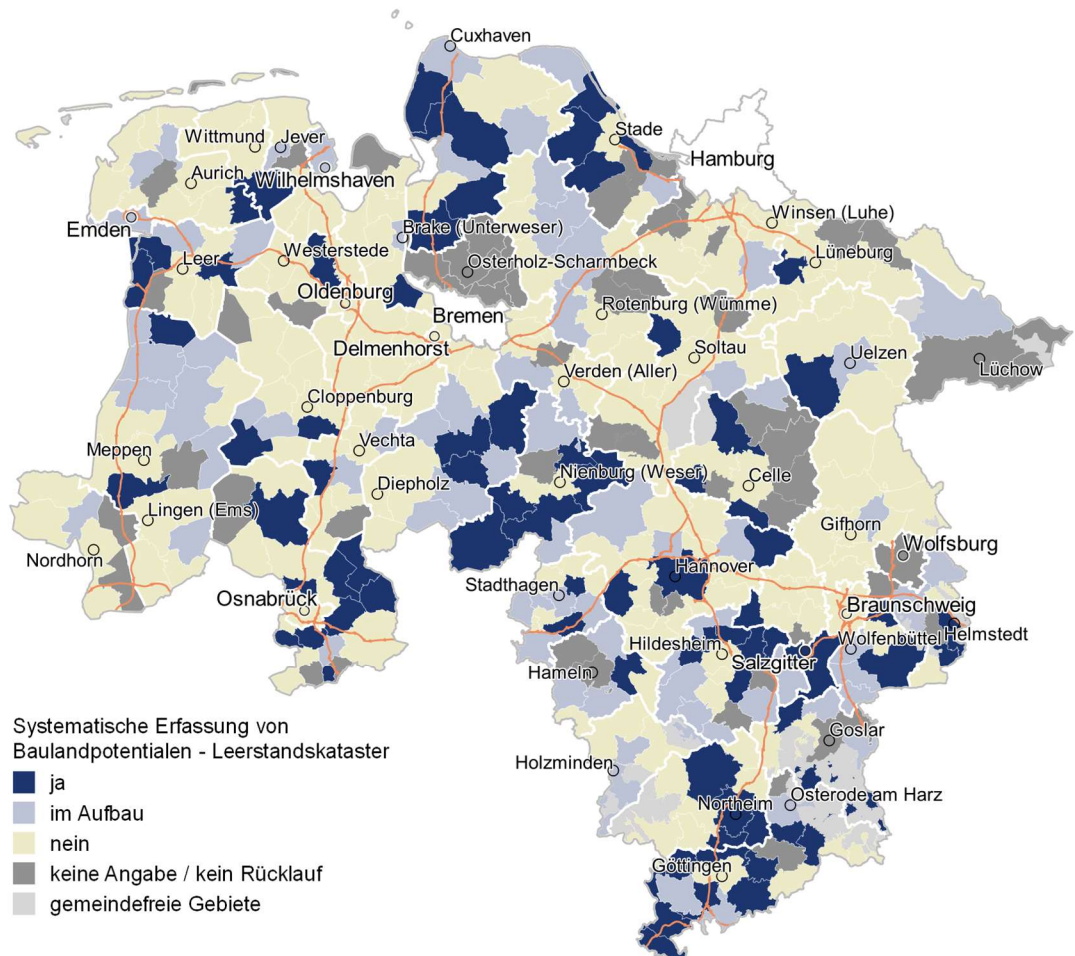 Cuxhaven
Stade
Wittmund
Jever
Hamburg
Aurich
Wilhelmshaven
Winsen (Luhe)
Emden
Brake (Unterweser)
Westerstede
Leer
Osterholz-Scharmbeck
Lüneburg
Oldenburg
Rotenburg (Wümme)
Bremen
Delmenhorst
Soltau
Uelzen
Lüchow
Verden (Aller)
Cloppenburg
Vechta
Meppen
Nienburg (Weser)
Celle
Diepholz
Lingen (Ems)
Gifhorn
Wolfsburg
Nordhorn
Hannover
Stadthagen
Osnabrück
Braunschweig
Wolfenbüttel
Helmstedt
Hildesheim
Salzgitter
Hameln
Goslar
Holzminden
Osterode am Harz
Northeim
Göttingen
Systematische Erfassung von
Baulandpotentialen - Leerstandskataster
ja
im Aufbau
nein
keine Angabe / kein Rücklauf
gemeindefreie Gebiete